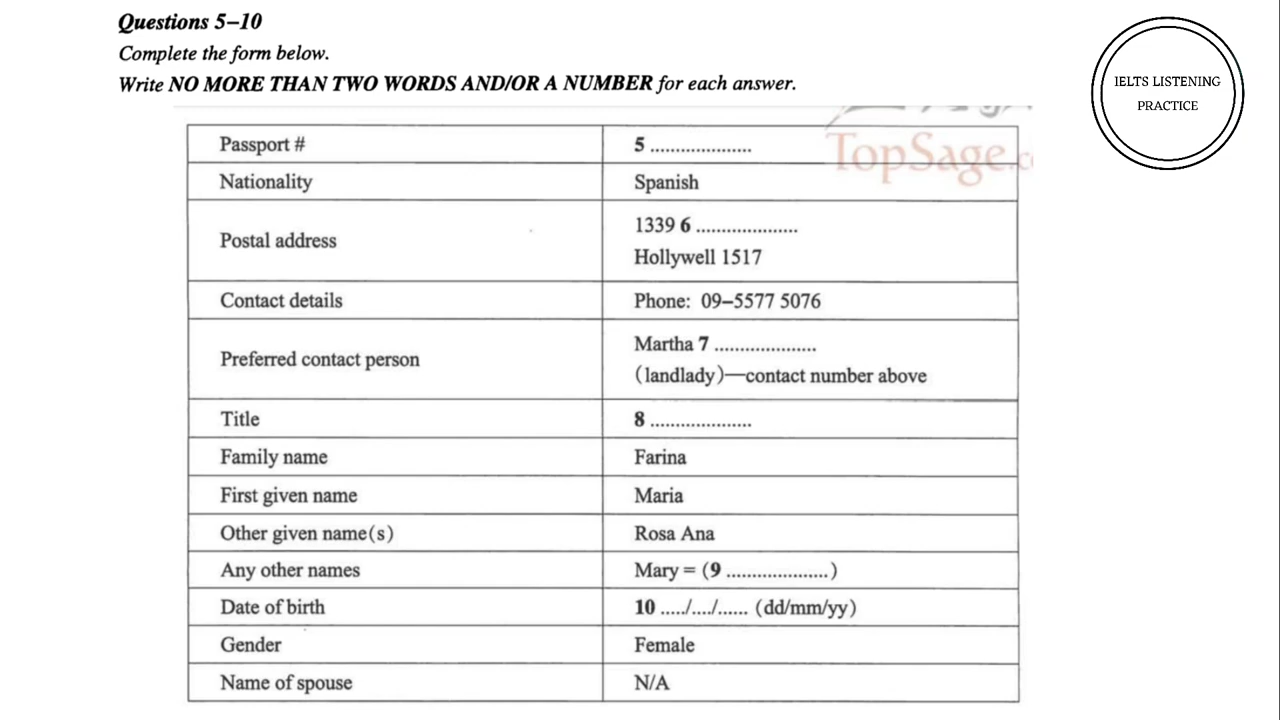 Questions 5–10
Complete the form below.
Write NO MORE THAN TWO WORDS AND/OR A NUMBER for each answer.
IELTS LISTENING
PRACTICE
TopSage.c
Passport # 5 ....................
Nationality Spanish
Postal address 1339 6 ....................
Hollywell 1517
Contact details Phone: 09–5577 5076
Preferred contact person Martha 7 ....................
(landlady)—contact number above
Title 8 ....................
Family name Farina
First given name Maria
Other given name(s) Rosa Ana
Any other names Mary = (9 ....................)
Date of birth 10 ...../..../...... (dd/mm/yy)
Gender Female
Name of spouse N/A